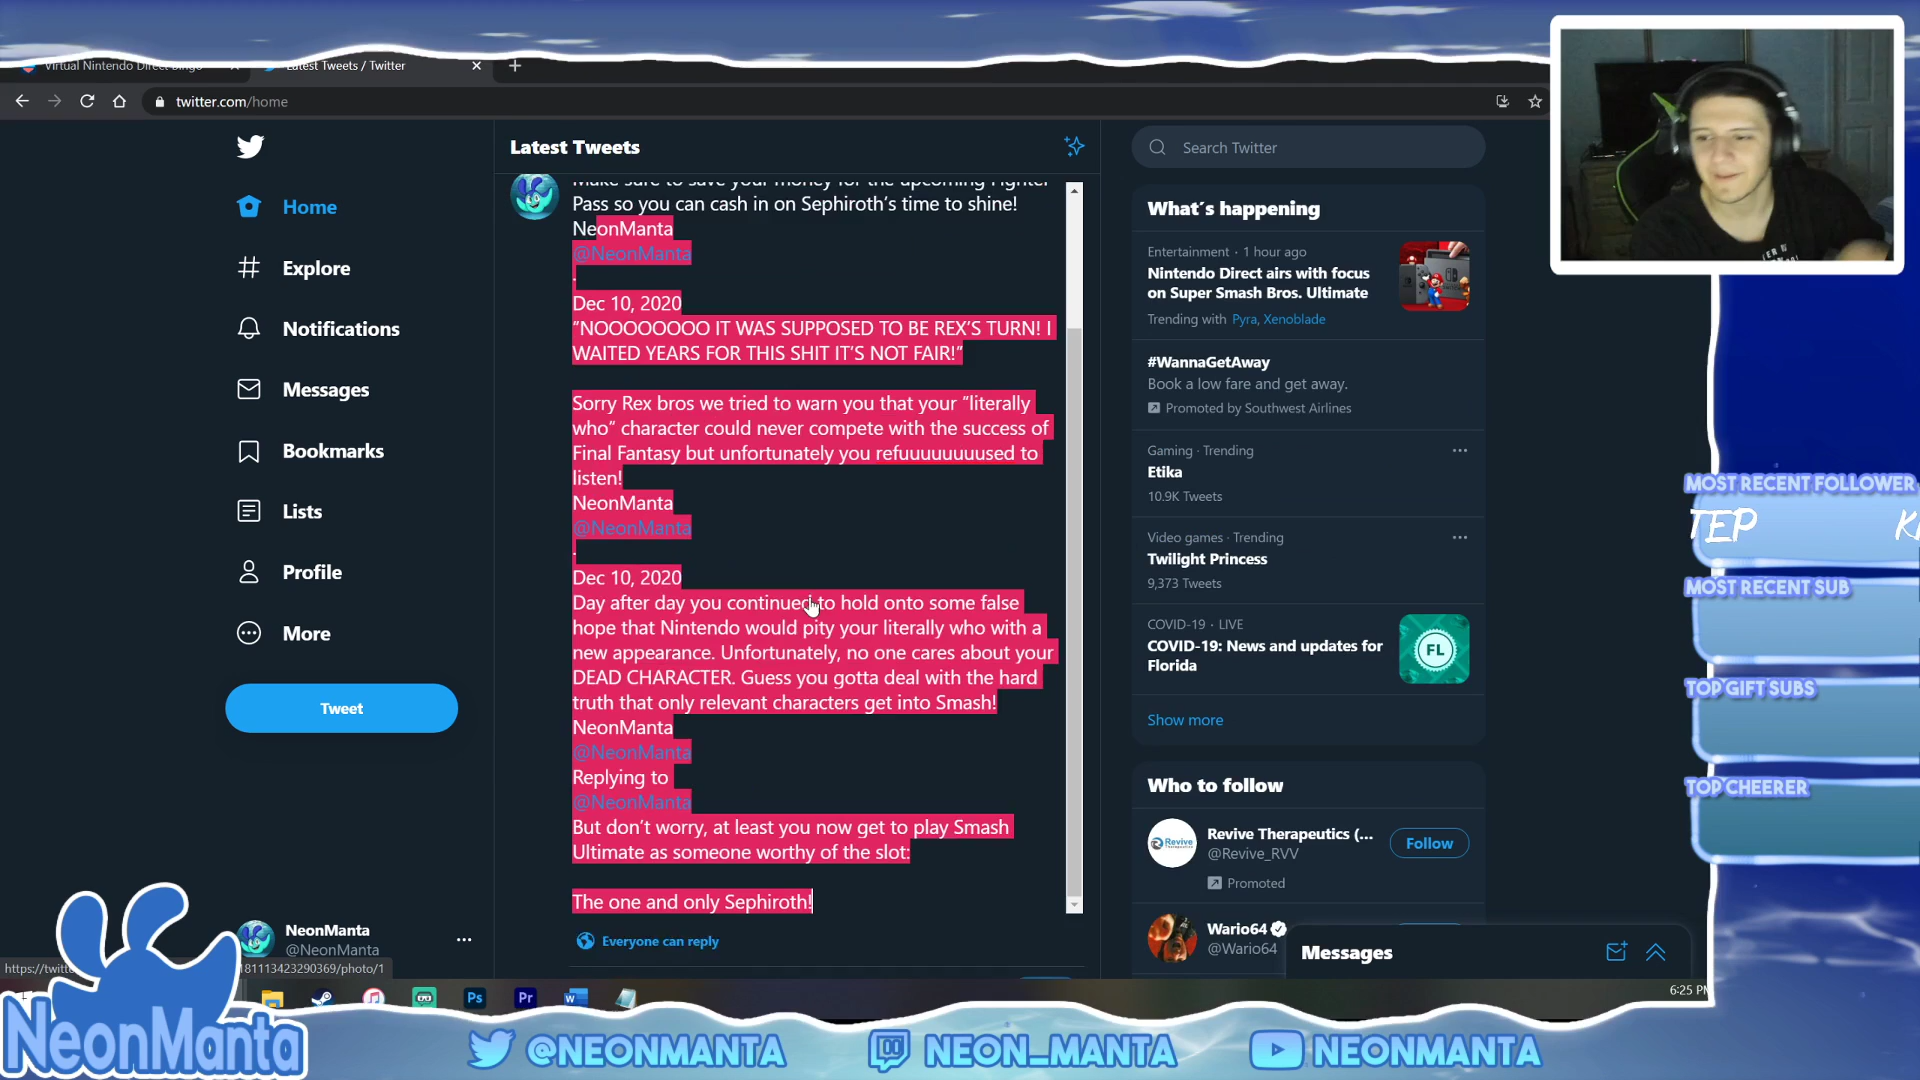 Virtual Nintendo Direct Bingo
Latest Tweets / Twitter
twitter.com/home
Latest Tweets
Search Twitter
Home
Explore
Notifications
Messages
Bookmarks
Lists
Profile
More
Tweet
NeonManta
@NeonManta
Make sure to save your money for the upcoming Fighter
Pass so you can cash in on Sephiroth's time to shine!
NeonManta
@NeonManta
·
Dec 10, 2020
"NOOOOOOOO IT WAS SUPPOSED TO BE REX'S TURN! I
WAITED YEARS FOR THIS SHIT IT'S NOT FAIR!"
Sorry Rex bros we tried to warn you that your "literally
who" character could never compete with the success of
Final Fantasy but unfortunately you refuuuuuuuused to
listen!
NeonManta
@NeonManta
·
Dec 10, 2020
Day after day you continued to hold onto some false
hope that Nintendo would pity your literally who with a
new appearance. Unfortunately, no one cares about your
DEAD CHARACTER. Guess you gotta deal with the hard
truth that only relevant characters get into Smash!
NeonManta
@NeonManta
Replying to
@NeonManta
But don't worry, at least you now get to play Smash
Ultimate as someone worthy of the slot:
The one and only Sephiroth!
Everyone can reply
What's happening
Entertainment · 1 hour ago
Nintendo Direct airs with focus
on Super Smash Bros. Ultimate
Trending with Pyra, Xenoblade
#WannaGetAway
Book a low fare and get away.
Promoted by Southwest Airlines
Gaming · Trending
Etika
10.9K Tweets
Video games · Trending
Twilight Princess
9,373 Tweets
COVID-19 · LIVE
COVID-19: News and updates for
Florida
FL
Show more
Who to follow
Revive Therapeutics (...
@Revive_RVV
Follow
Promoted
Wario64
@Wario64
Messages
MOST RECENT FOLLOWER
TEP
MOST RECENT SUB
TOP GIFT SUBS
TOP CHEERER
Ps
Pr
6:25 PM
NeonManta
@NEONMANTA
NEON_MANTA
NEONMANTA